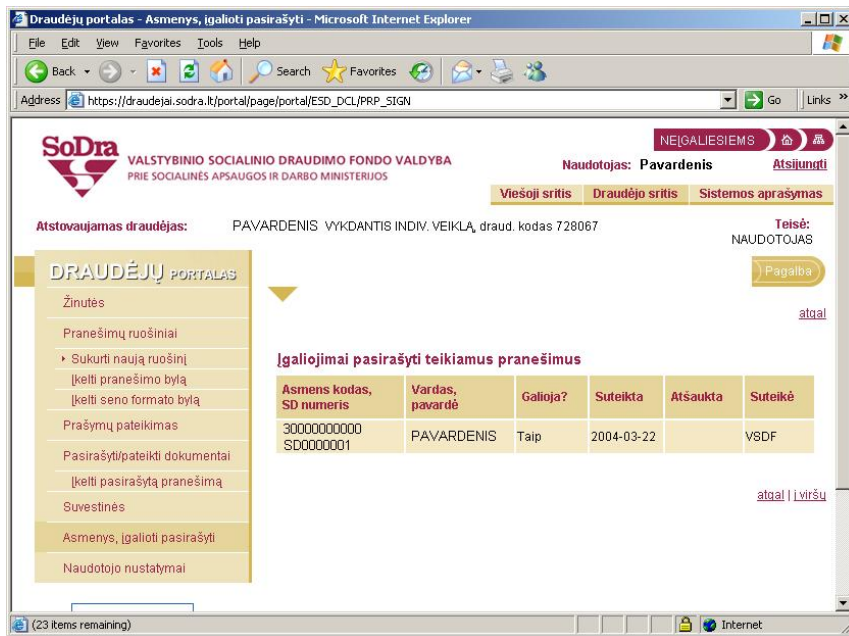 Draudėjų portalas - Asmenys, įgalioti pasirašyti - Microsoft Internet Explorer
File Edit View Favorites Tools Help
Back Search Favorites
Address https://draudejai.sodra.lt/portal/page/portal/ESD_DCL/PRP_SIGN Go Links »
SoDra
VALSTYBINIO SOCIALINIO DRAUDIMO FONDO VALDYBA
PRIE SOCIALINĖS APSAUGOS IR DARBO MINISTERIJOS
NEĮGALIESIEMS
Naudotojas: Pavardenis Atsijungti
Viešoji sritis Draudėjo sritis Sistemos aprašymas
Atstovaujamas draudėjas: PAVARDENIS VYKDANTIS INDIV. VEIKLĄ, draud. kodas 728067
Teisė:
NAUDOTOJAS
DRAUDĖJŲ PORTALAS
Pagalba
Žinutės
Pranešimų ruošiniai
Sukurti naują ruošinį
Įkelti pranešimo bylą
Įkelti seno formato bylą
Prašymų pateikimas
Pasirašyti/pateikti dokumentai
Įkelti pasirašytą pranešimą
Suvestinės
Asmenys, įgalioti pasirašyti
Naudotojo nustatymai
atgal
Įgaliojimai pasirašyti teikiamus pranešimus
Asmens kodas, SD numeris Vardas, pavardė Galioja? Suteikta Atšaukta Suteikė
30000000000 SD0000001 PAVARDENIS Taip 2004-03-22 VSDF
atgal | į viršų
(23 items remaining) Internet